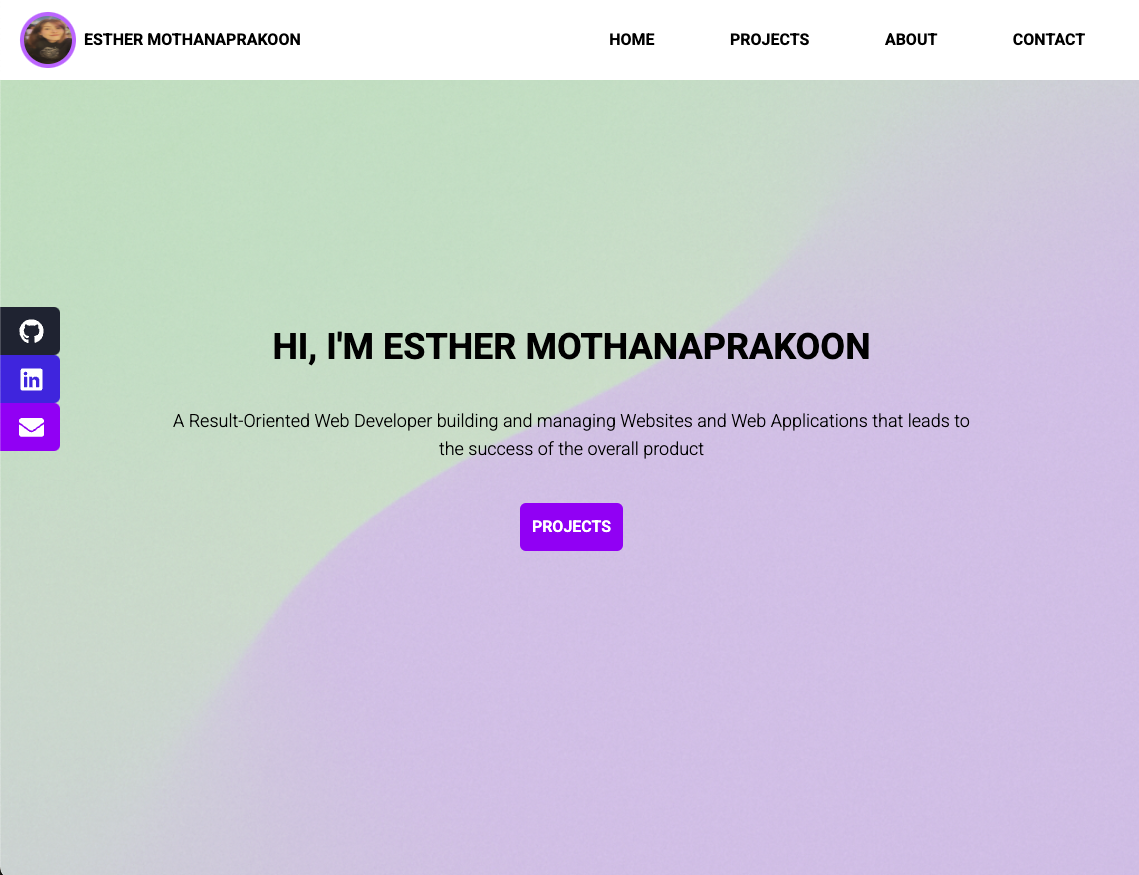 ESTHER MOTHANAPRAKOON
HOME
PROJECTS
ABOUT
CONTACT
HI, I'M ESTHER MOTHANAPRAKOON
A Result-Oriented Web Developer building and managing Websites and Web Applications that leads to
the success of the overall product
PROJECTS